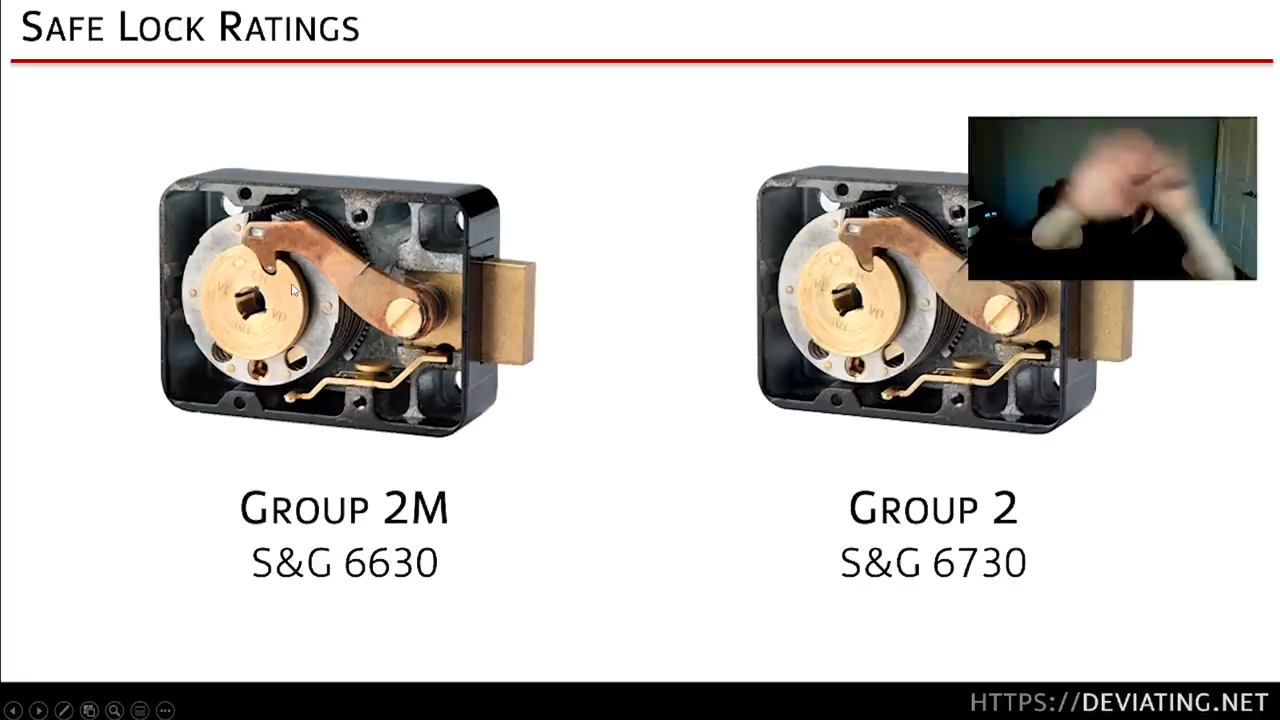 SAFE LOCK RATINGS
GROUP 2M
S&G 6630
GROUP 2
S&G 6730
HTTPS://DEVIATING.NET